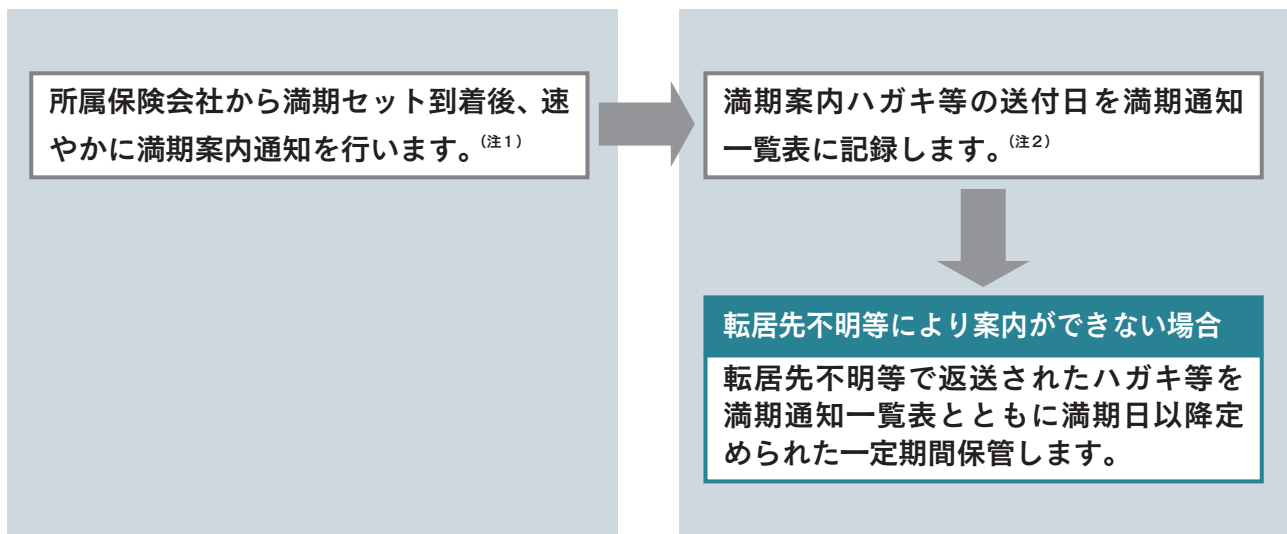 所属保険会社から満期セット到着後、速
やかに満期案内通知を行います。(注1)
満期案内ハガキ等の送付日を満期通知
一覧表に記録します。(注2)
転居先不明等により案内ができない場合
転居先不明等で返送されたハガキ等を
満期通知一覧表とともに満期日以降定
められた一定期間保管します。